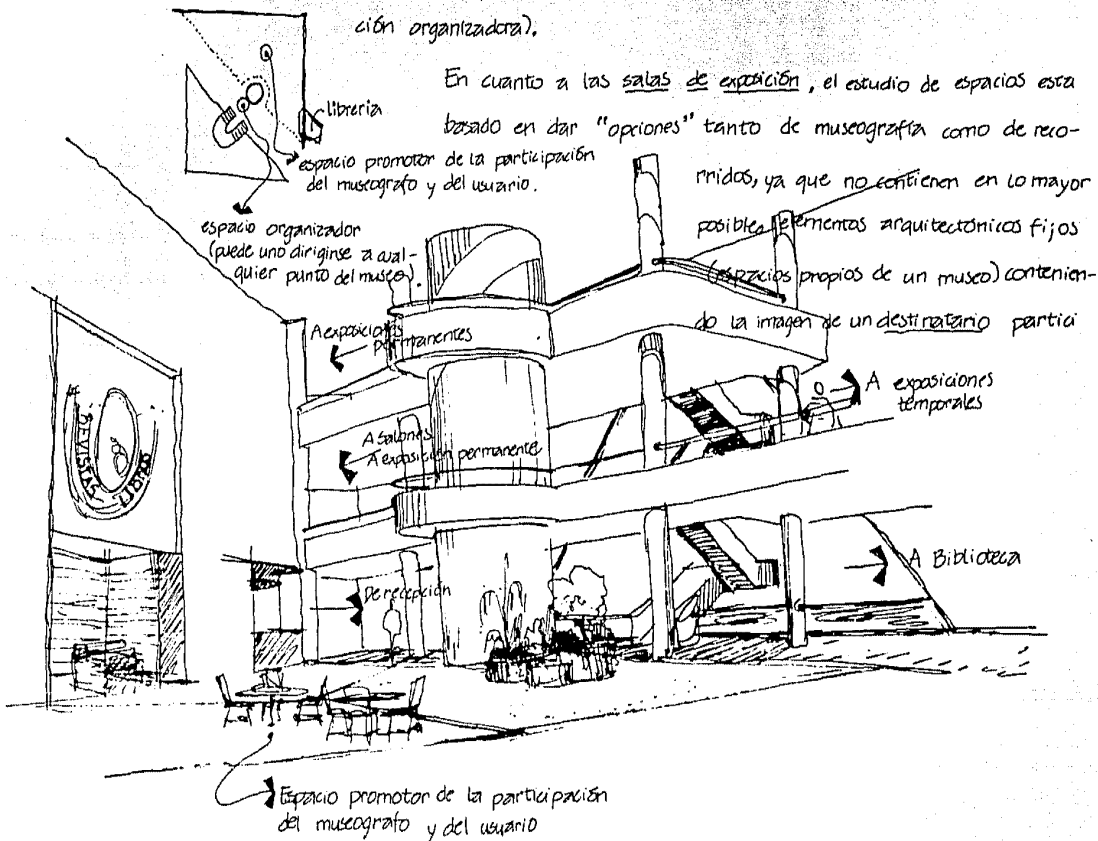 ción organizadora).
En cuanto a las salas de exposición, el estudio de espacios esta
basado en dar "opciones" tanto de museografía como de reco-
rridos, ya que no contienen en lo mayor
posible elementos arquitectónicos fijos
(espacios propios de un museo) contenien-
do la imagen de un destinatario partici
librería
espacio promotor de la participación
del museografo y del usuario.
espacio organizador
(puede uno dirigirse a cual-
quier punto del museo).
A exposiciones
permanentes
A exposiciones
temporales
A Salones
A exposición permanente
REVISTAS
LIBROS
De recepción
A Biblioteca
Espacio promotor de la participación
del museografo y del usuario